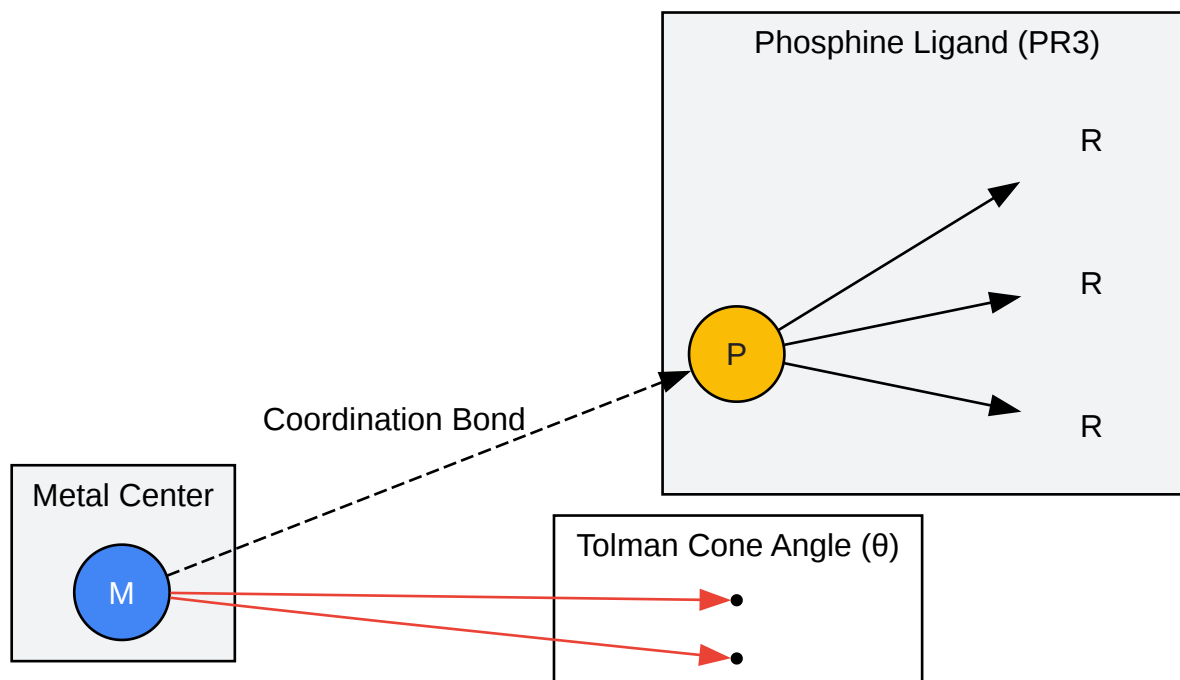 Phosphine Ligand (PR3)
R
R
P
R
Coordination Bond
Metal Center
M
Tolman Cone Angle (θ)